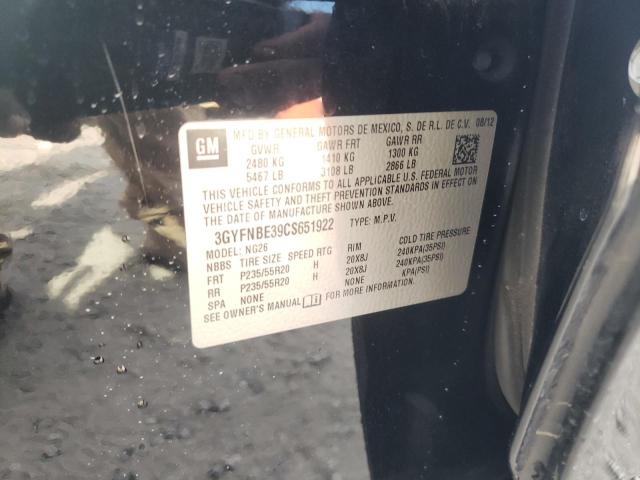 GM
MFD BY GENERAL MOTORS DE MEXICO, S. DE R.L. DE C.V. 08/12
GVWR GAWR FRT GAWR RR
2480 KG 1410 KG 1300 KG
5467 LB 3108 LB 2866 LB
THIS VEHICLE CONFORMS TO ALL APPLICABLE U.S. FEDERAL MOTOR
VEHICLE SAFETY AND THEFT PREVENTION STANDARDS IN EFFECT ON
THE DATE OF MANUFACTURE SHOWN ABOVE.
3GYFNBE39CS651922 TYPE: M.P.V.
MODEL: NG26
NBBS TIRE SIZE SPEED RTG RIM COLD TIRE PRESSURE
FRT P235/55R20 H 20X8J 240KPA(35PSI)
RR P235/55R20 H 20X8J 240KPA(35PSI)
SPA NONE NONE KPA(PSI)
SEE OWNER'S MANUAL FOR MORE INFORMATION.